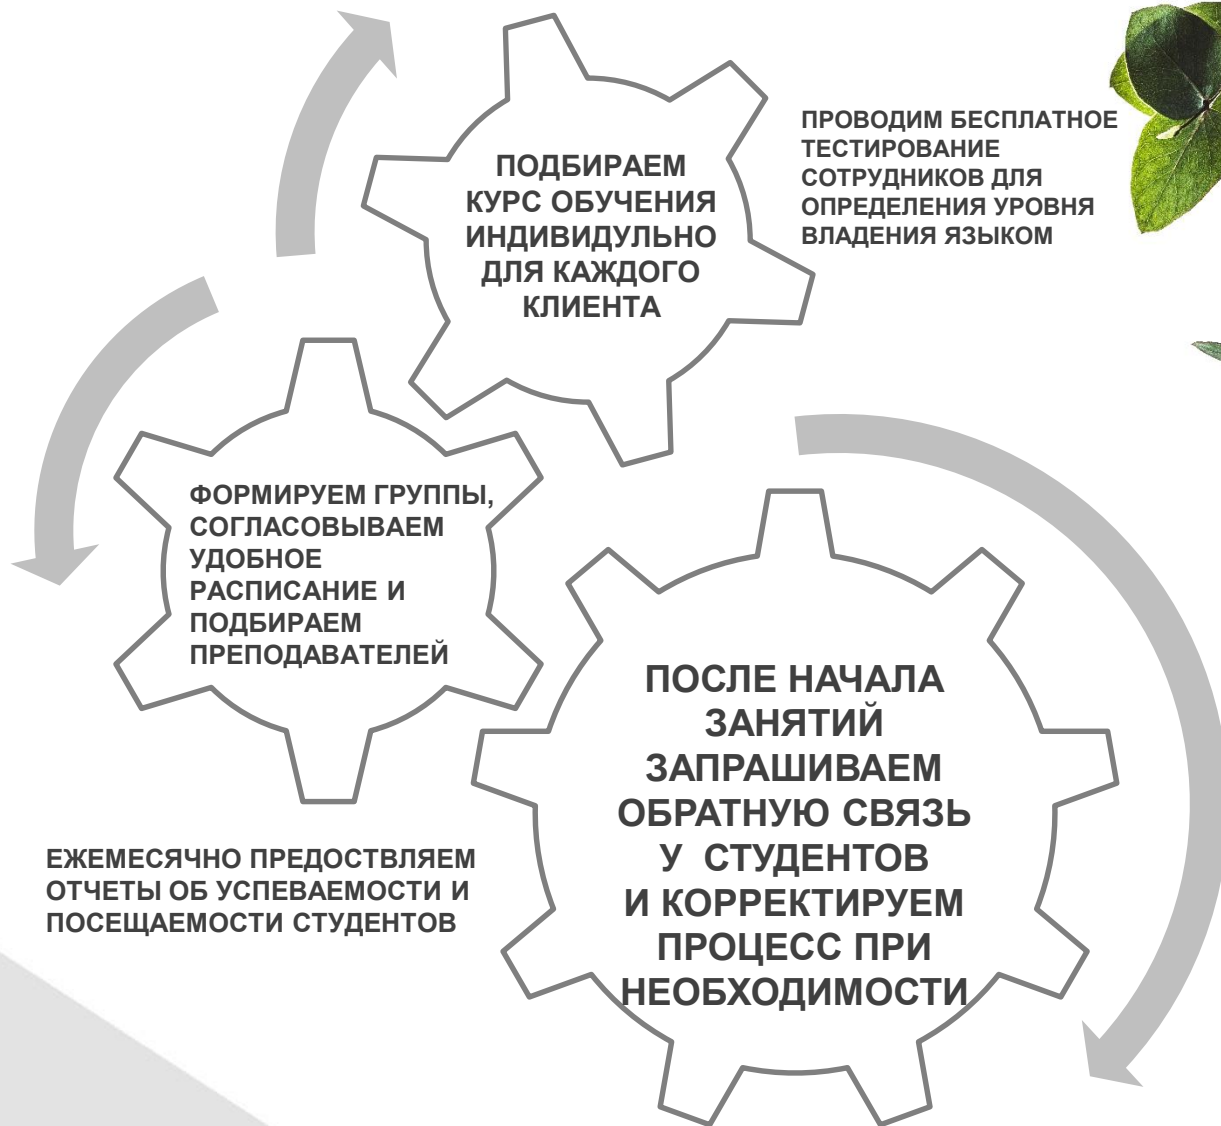 ПОДБИРАЕМ
КУРС ОБУЧЕНИЯ
ИНДИВИДУЛЬНО
ДЛЯ КАЖДОГО
КЛИЕНТА
ПРОВОДИМ БЕСПЛАТНОЕ
ТЕСТИРОВАНИЕ
СОТРУДНИКОВ ДЛЯ
ОПРЕДЕЛЕНИЯ УРОВНЯ
ВЛАДЕНИЯ ЯЗЫКОМ
ФОРМИРУЕМ ГРУППЫ,
СОГЛАСОВЫВАЕМ
УДОБНОЕ
РАСПИСАНИЕ И
ПОДБИРАЕМ
ПРЕПОДАВАТЕЛЕЙ
ПОСЛЕ НАЧАЛА
ЗАНЯТИЙ
ЗАПРАШИВАЕМ
ОБРАТНУЮ СВЯЗЬ
У СТУДЕНТОВ
И КОРРЕКТИРУЕМ
ПРОЦЕСС ПРИ
НЕОБХОДИМОСТИ
ЕЖЕМЕСЯЧНО ПРЕДОСТВЛЯЕМ
ОТЧЕТЫ ОБ УСПЕВАЕМОСТИ И
ПОСЕЩАЕМОСТИ СТУДЕНТОВ